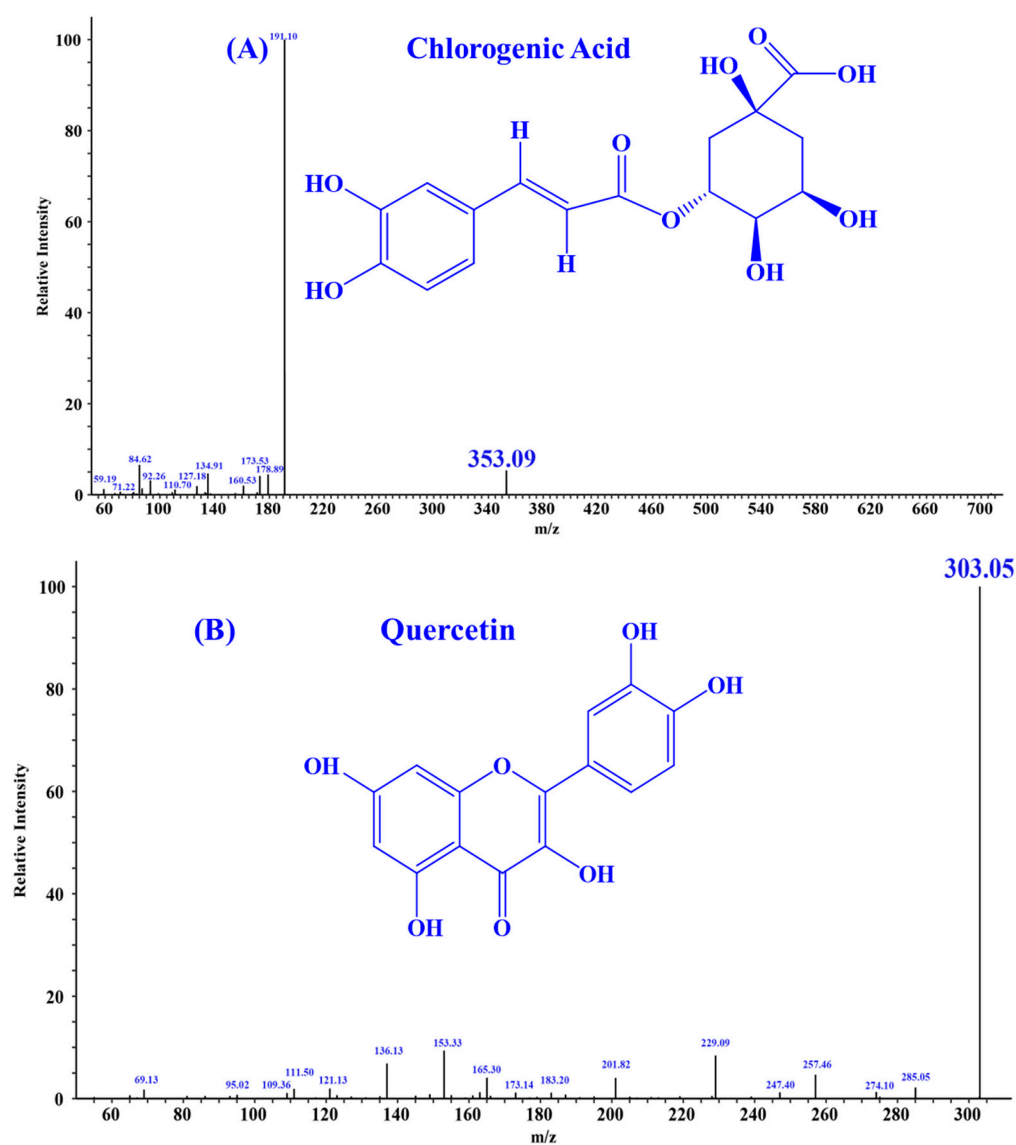 100
191.10
(A)
Chlorogenic Acid
O
HO
OH
H
O
80
HO
O
OH
H
OH
HO
60
Relative Intensity
40
20
353.09
84.62
173.53
134.91
178.89
127.18
92.26
59.19
160.53
110.70
71.22
0
60 100 140 180 220 260 300 340 380 420 460 500 540 580 620 660 700
m/z
303.05
100
(B)
Quercetin
OH
OH
80
OH
O
60
Relative Intensity
OH
40
OH
O
20
153.33
229.09
136.13
165.30
201.82
257.46
111.50
183.20
285.05
69.13
121.13
95.02
109.36
173.14
247.40
274.10
0
60 80 100 120 140 160 180 200 220 240 260 280 300
m/z